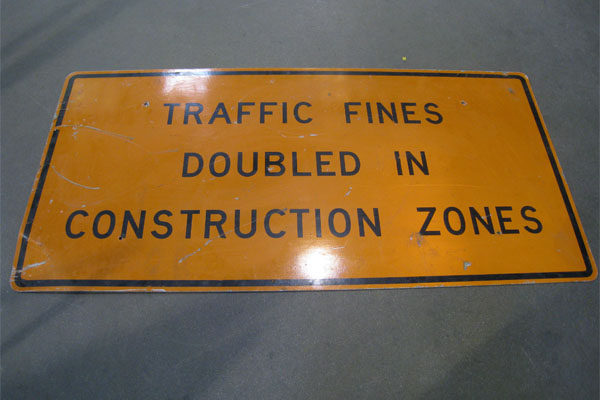 TRAFFIC FINES
DOUBLED IN
CONSTRUCTION ZONES